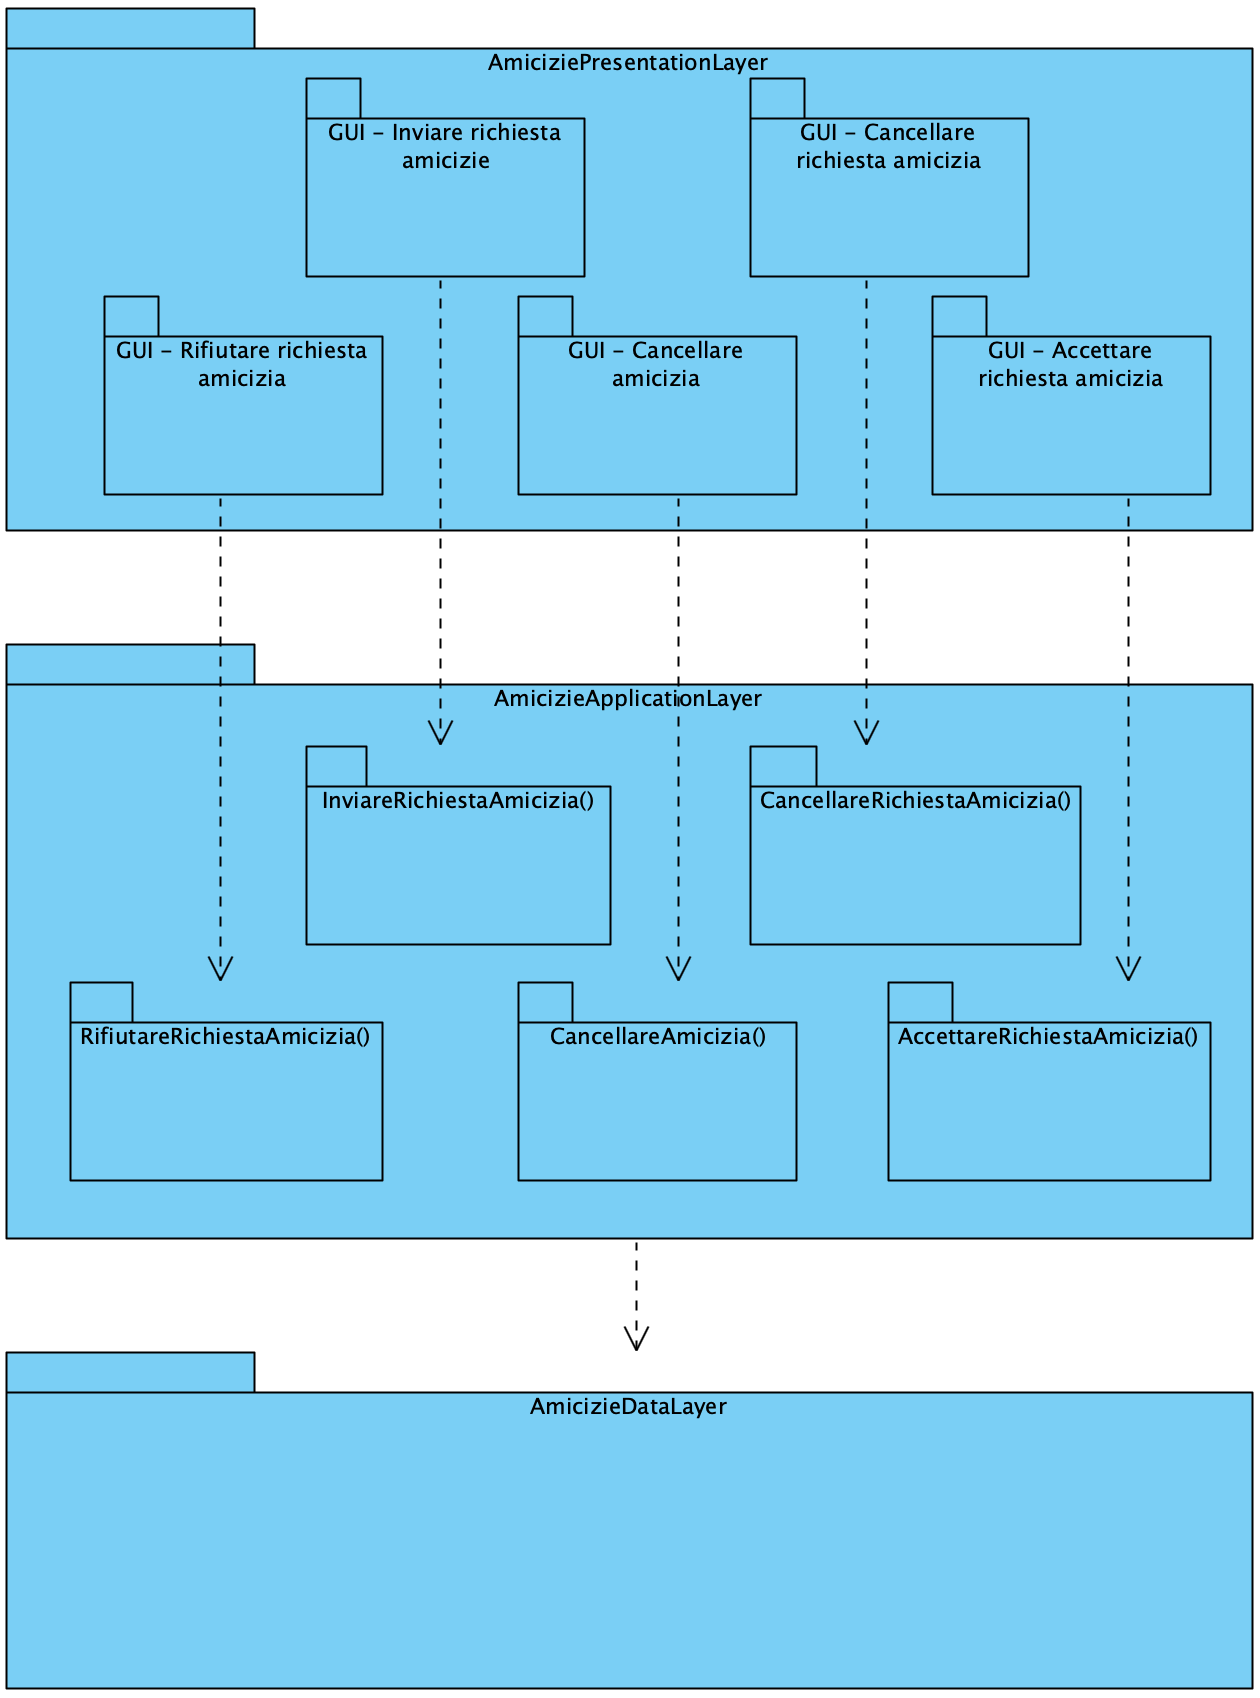 AmiciziePresentationLayer
GUI – Inviare richiesta
amicizie
GUI – Cancellare
richiesta amicizia
GUI – Rifiutare richiesta
amicizia
GUI – Cancellare
amicizia
GUI – Accettare
richiesta amicizia
AmicizieApplicationLayer
InviareRichiestaAmicizia()
CancellareRichiestaAmicizia()
RifiutareRichiestaAmicizia()
CancellareAmicizia()
AccettareRichiestaAmicizia()
AmicizieDataLayer